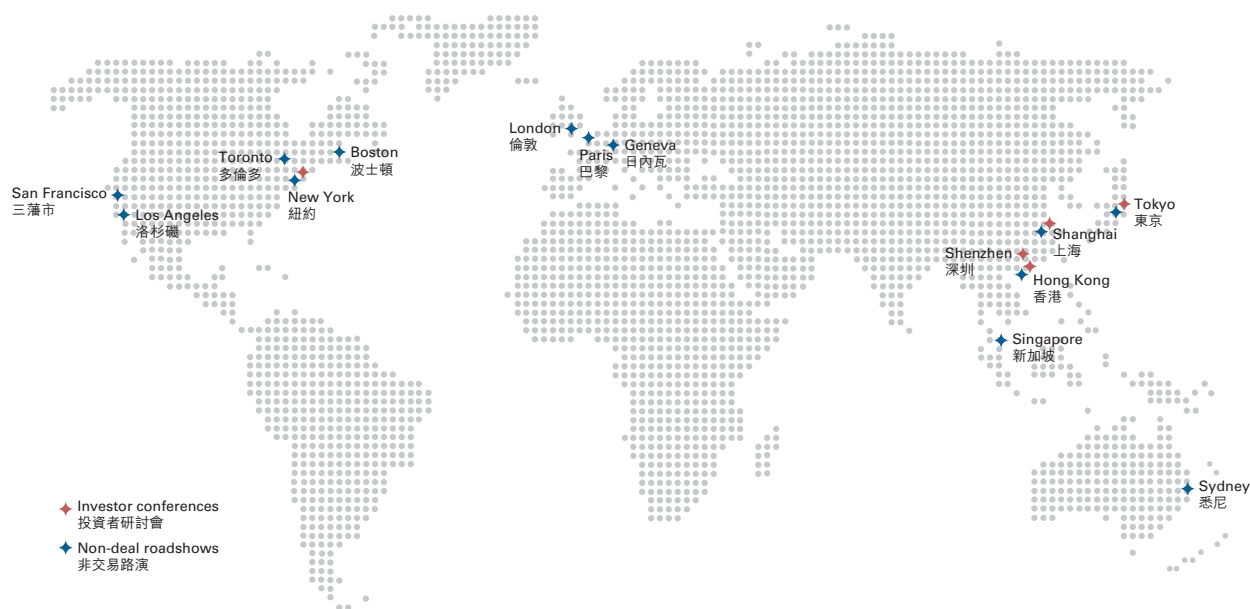 London
倫敦
Paris
巴黎
Geneva
日內瓦
Toronto
多倫多
Boston
波士頓
New York
紐約
San Francisco
三藩市
Los Angeles
洛杉磯
Tokyo
東京
Shanghai
上海
Shenzhen
深圳
Hong Kong
香港
Singapore
新加坡
Sydney
悉尼
Investor conferences
投資者研討會
Non-deal roadshows
非交易路演